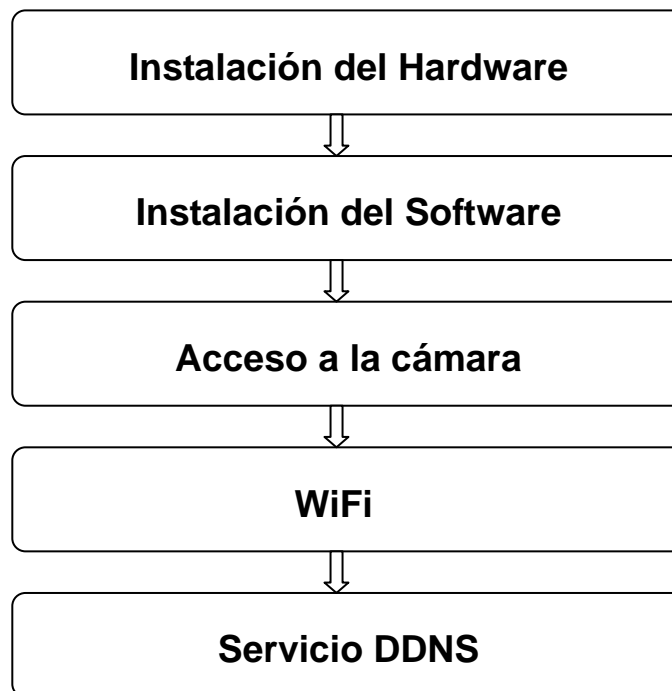 Instalación del Hardware
Instalación del Software
Acceso a la cámara
WiFi
Servicio DDNS